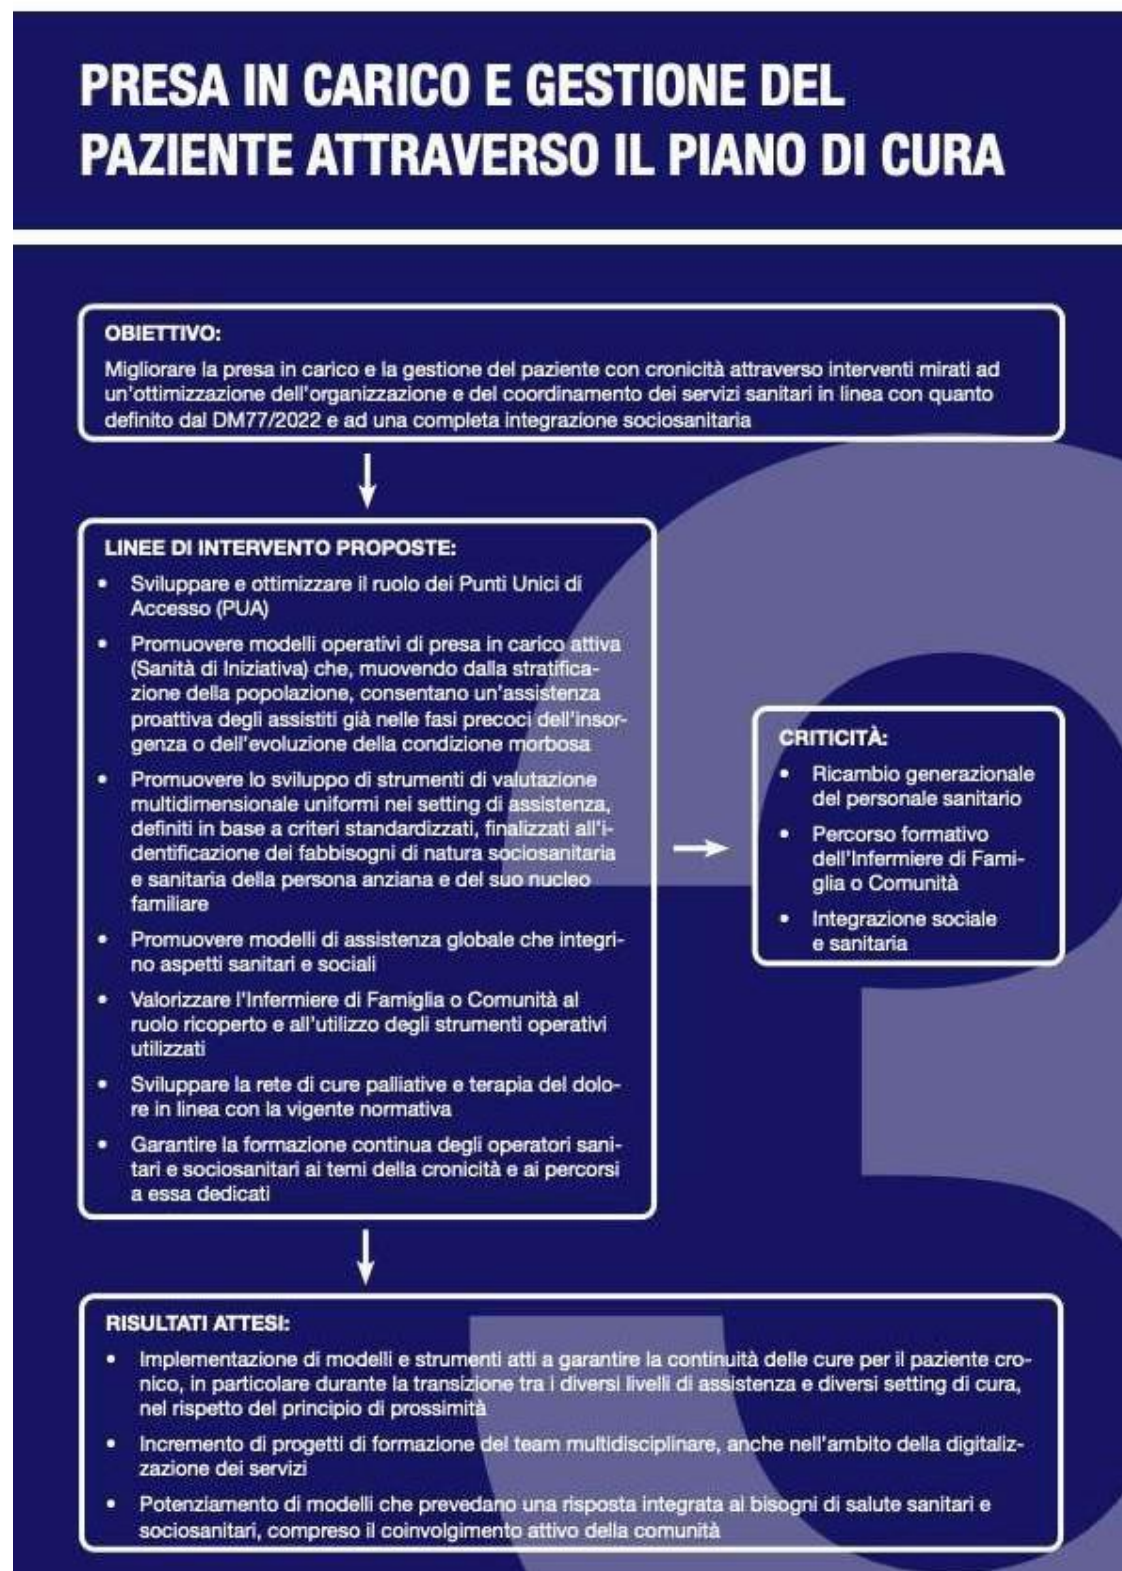 PRESA IN CARICO E GESTIONE DEL
PAZIENTE ATTRAVERSO IL PIANO DI CURA
OBIETTIVO:
Migliorare la presa in carico e la gestione del paziente con cronicità attraverso interventi mirati ad
un'ottimizzazione dell'organizzazione e del coordinamento dei servizi sanitari in linea con quanto
definito dal DM77/2022 e ad una completa integrazione sociosanitaria
LINEE DI INTERVENTO PROPOSTE:
• Sviluppare e ottimizzare il ruolo dei Punti Unici di
Accesso (PUA)
• Promuovere modelli operativi di presa in carico attiva
(Sanità di Iniziativa) che, muovendo dalla stratifica-
zione della popolazione, consentano un'assistenza
proattiva degli assistiti già nelle fasi precoci dell'insor-
genza o dell'evoluzione della condizione morbosa
• Promuovere lo sviluppo di strumenti di valutazione
multidimensionale uniformi nei setting di assistenza,
definiti in base a criteri standardizzati, finalizzati all'i-
dentificazione dei fabbisogni di natura sociosanitaria
e sanitaria della persona anziana e del suo nucleo
familiare
• Promuovere modelli di assistenza globale che integri-
no aspetti sanitari e sociali
• Valorizzare l'Infermiere di Famiglia o Comunità al
ruolo ricoperto e all'utilizzo degli strumenti operativi
utilizzati
• Sviluppare la rete di cure palliative e terapia del dolo-
re in linea con la vigente normativa
• Garantire la formazione continua degli operatori sani-
tari e sociosanitari ai temi della cronicità e ai percorsi
a essa dedicati
CRITICITÀ:
• Ricambio generazionale
del personale sanitario
• Percorso formativo
dell'Infermiere di Fami-
glia o Comunità
• Integrazione sociale
e sanitaria
RISULTATI ATTESI:
• Implementazione di modelli e strumenti atti a garantire la continuità delle cure per il paziente cro-
nico, in particolare durante la transizione tra i diversi livelli di assistenza e diversi setting di cura,
nel rispetto del principio di prossimità
• Incremento di progetti di formazione del team multidisciplinare, anche nell'ambito della digitaliz-
zazione dei servizi
• Potenziamento di modelli che prevedano una risposta integrata ai bisogni di salute sanitari e
sociosanitari, compreso il coinvolgimento attivo della comunità